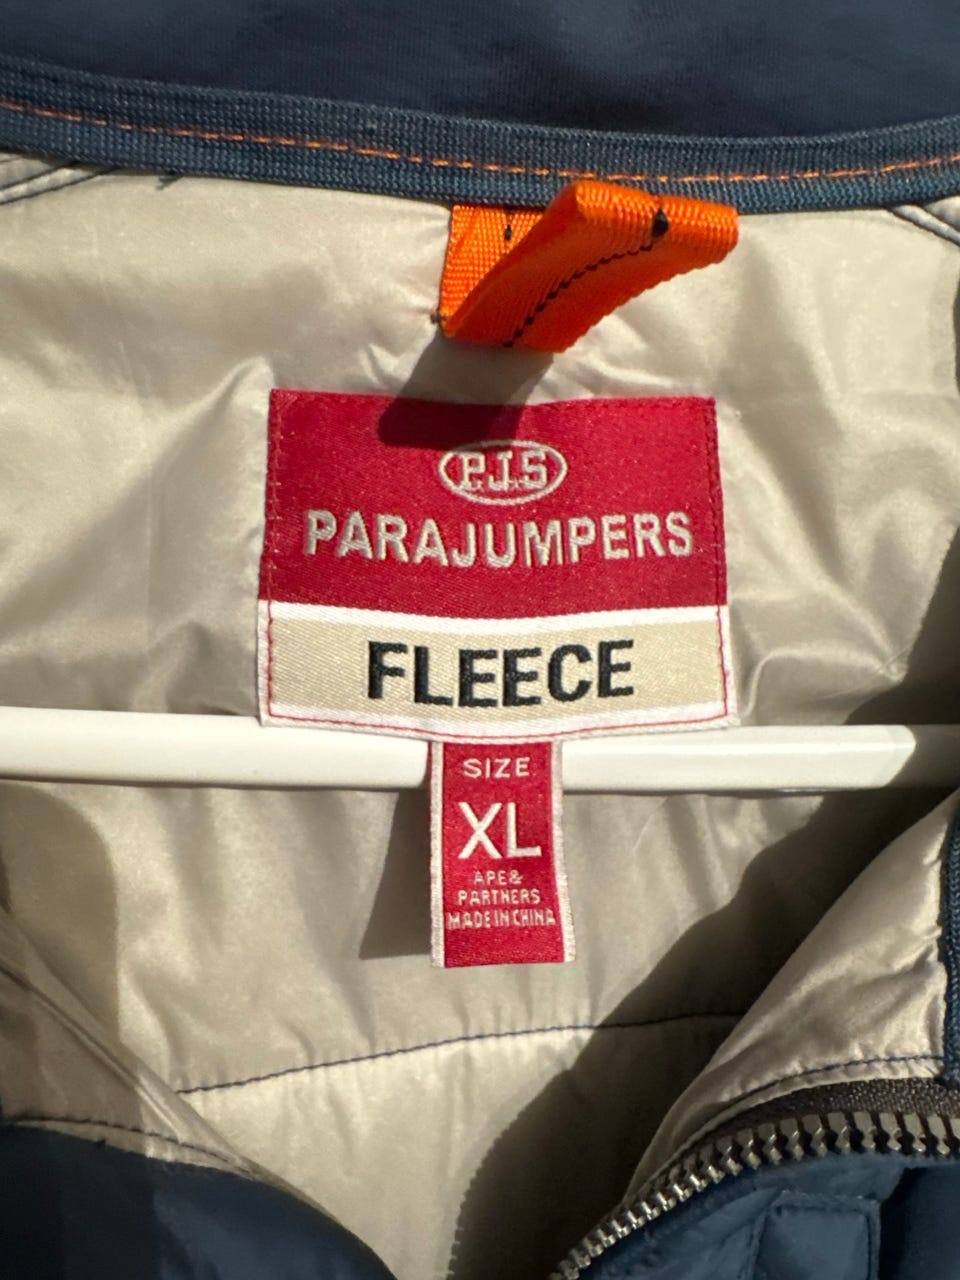 P.J.S
PARAJUMPERS
FLEECE
SIZE
XL
APE&
PARTNERS
MADE IN CHINA